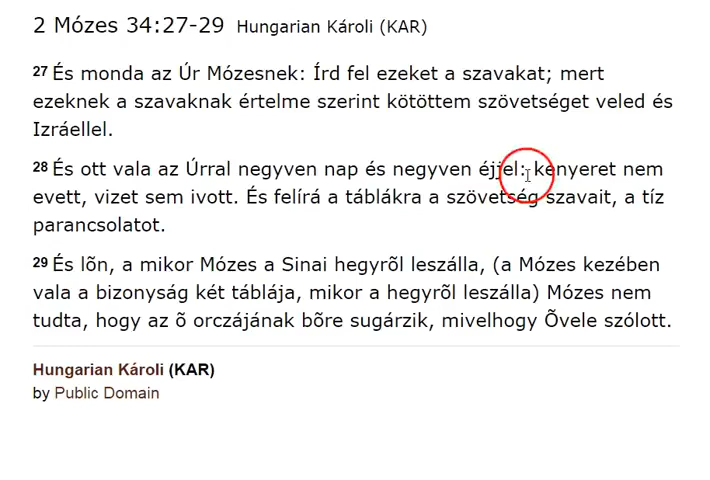 2 Mózes 34:27-29 Hungarian Károli (KAR)
27 És monda az Úr Mózesnek: Írd fel ezeket a szavakat; mert
ezeknek a szavaknak értelme szerint kötöttem szövetséget veled és
Izráellel.
28 És ott vala az Úrral negyven nap és negyven éjjel: kenyeret nem
evett, vizet sem ivott. És felírá a táblákra a szövetség szavait, a tíz
parancsolatot.
29 És lõn, a mikor Mózes a Sinai hegyrõl leszálla, (a Mózes kezében
vala a bizonyság két táblája, mikor a hegyrõl leszálla) Mózes nem
tudta, hogy az õ orczájának bõre sugárzik, mivelhogy Õvele szólott.
Hungarian Károli (KAR)
by Public Domain